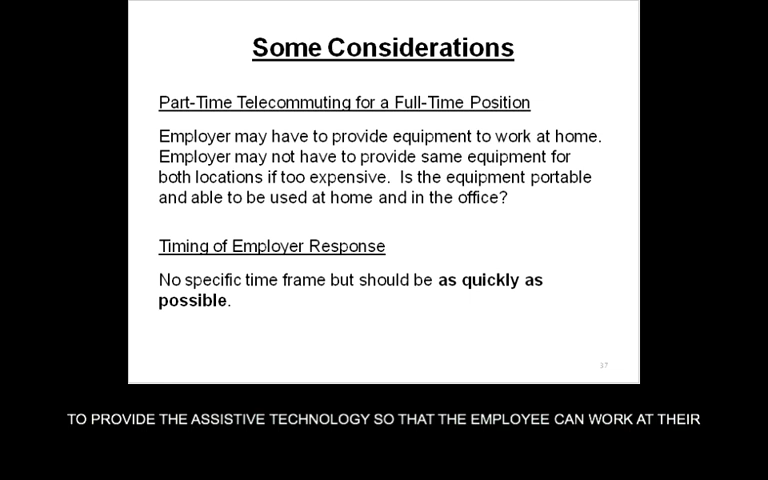 Some Considerations
Part-Time Telecommuting for a Full-Time Position
Employer may have to provide equipment to work at home.
Employer may not have to provide same equipment for
both locations if too expensive.  Is the equipment portable
and able to be used at home and in the office?
Timing of Employer Response
No specific time frame but should be as quickly as
possible.
37
TO PROVIDE THE ASSISTIVE TECHNOLOGY SO THAT THE EMPLOYEE CAN WORK AT THEIR